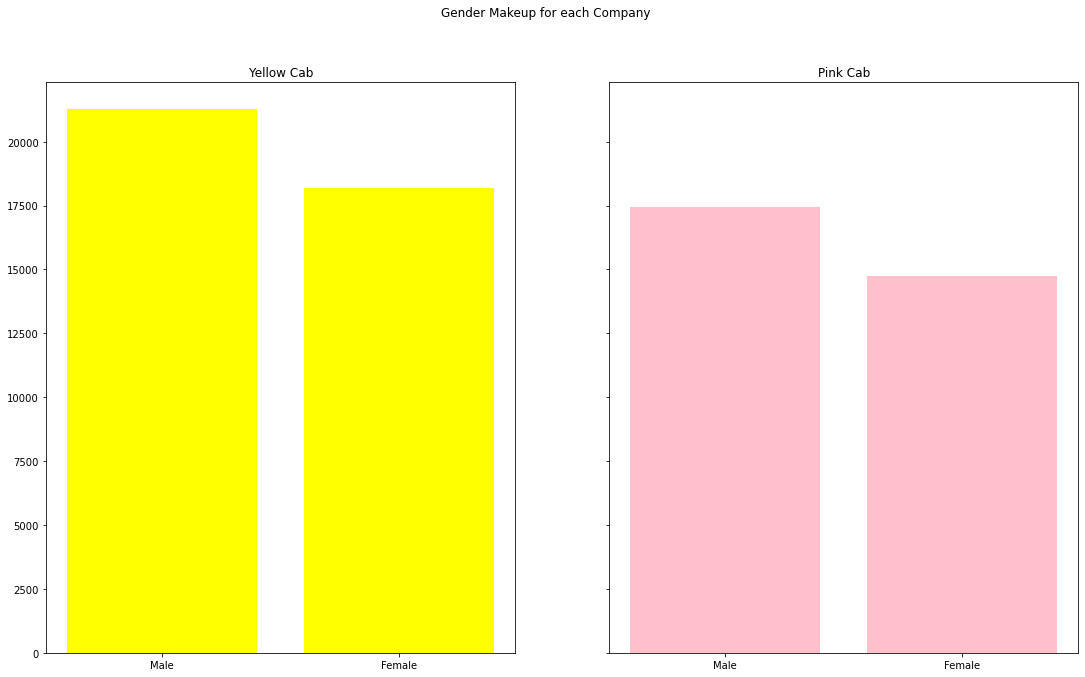 Gender Makeup for each Company
Yellow Cab
20000
17500
15000
12500
10000
7500
5000
2500
0
Male Female
Pink Cab
Male Female